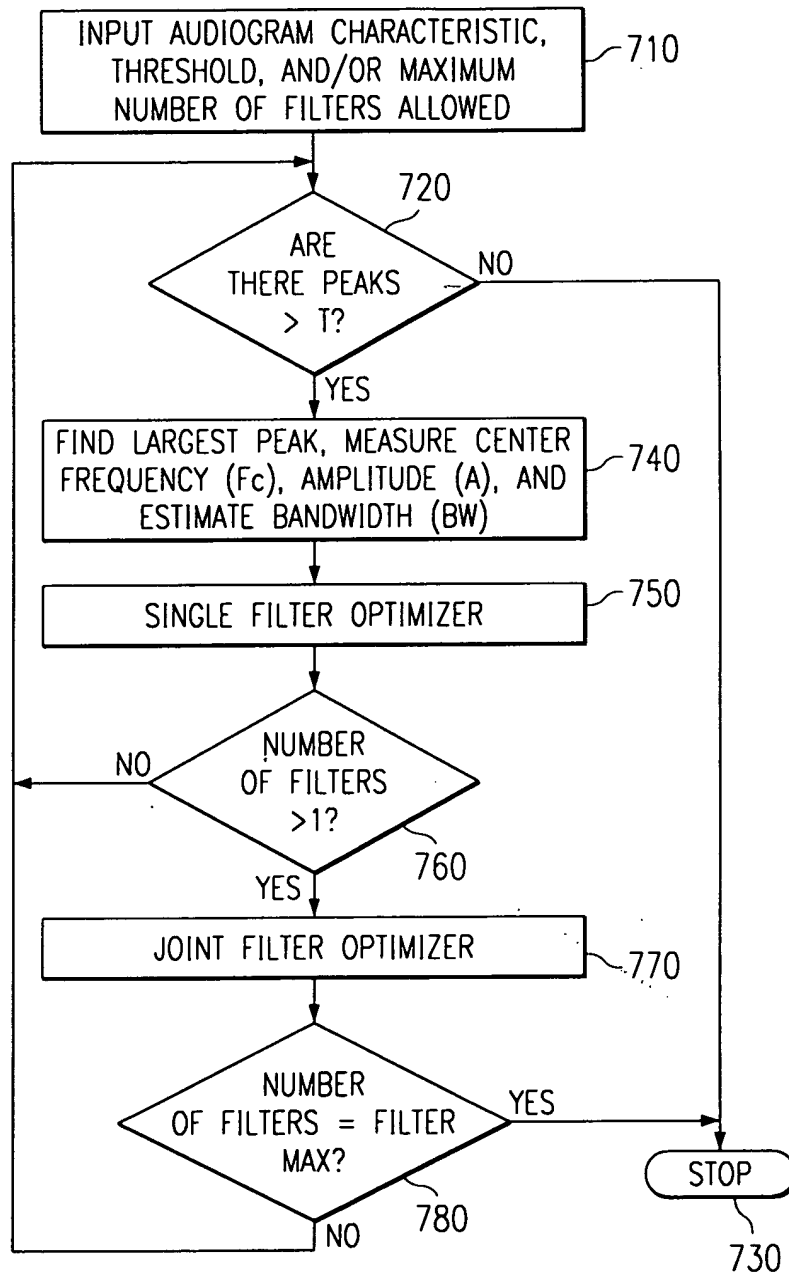 INPUT AUDIOGRAM CHARACTERISTIC,
THRESHOLD, AND/OR MAXIMUM
NUMBER OF FILTERS ALLOWED
710
720
ARE
THERE PEAKS
> T?
NO
YES
FIND LARGEST PEAK, MEASURE CENTER
FREQUENCY (Fc), AMPLITUDE (A), AND
ESTIMATE BANDWIDTH (BW)
740
SINGLE FILTER OPTIMIZER
750
NUMBER
OF FILTERS
>1?
NO
760
YES
JOINT FILTER OPTIMIZER
770
NUMBER
OF FILTERS = FILTER
MAX?
YES
780
NO
STOP
730